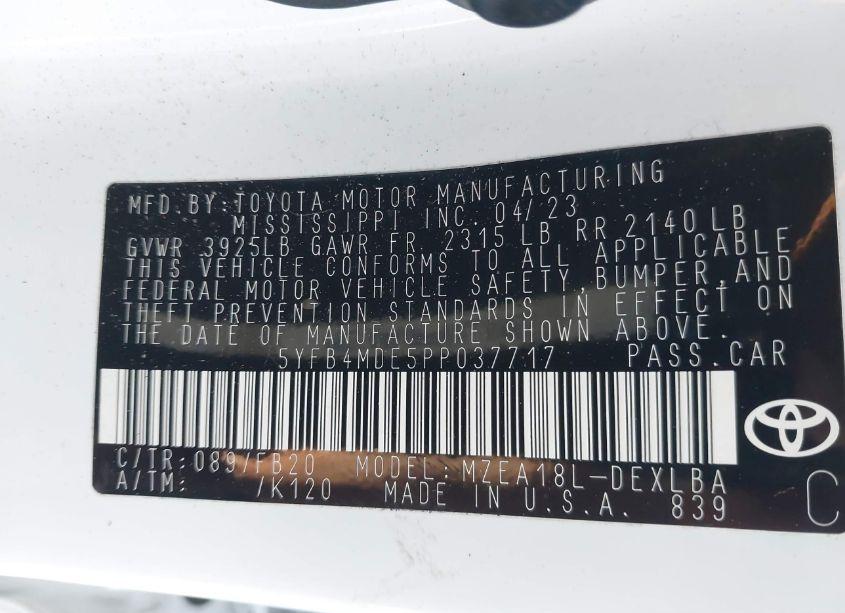 MFD.BY:TOYOTA MOTOR MANUFACTURING
MISSISSIPPI INC. 04/23
GVWR 3925LB GAWR FR. 2315 LB RR 2140 LB
THIS VEHICLE CONFORMS TO ALL APPLICABLE
FEDERAL MOTOR VEHICLE SAFETY,BUMPER,AND
THEFT PREVENTION STANDARDS IN EFFECT ON
THE DATE OF MANUFACTURE SHOWN ABOVE.
5YFB4MDE5PP037717 PASS.CAR
C/TR:089/FB20 MODEL:MZEA18L-DEXLBA
A/TM: /K120 MADE IN U.S.A. 839
C